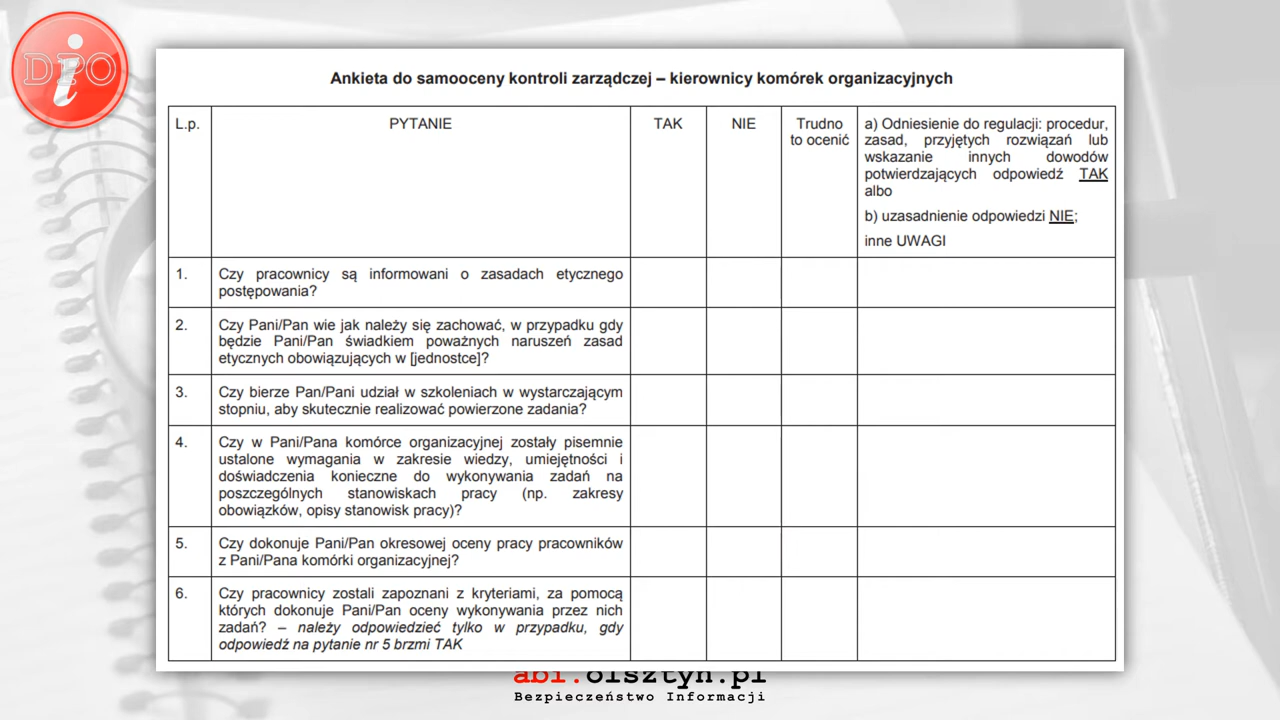 DPO
i
Ankieta do samooceny kontroli zarządczej – kierownicy komórek organizacyjnych
L.p.
PYTANIE
TAK
NIE
Trudno
to ocenić
a) Odniesienie do regulacji: procedur,
zasad, przyjętych rozwiązań lub
wskazanie innych dowodów
potwierdzających odpowiedź TAK
albo
b) uzasadnienie odpowiedzi NIE;
inne UWAGI
1.
Czy pracownicy są informowani o zasadach etycznego
postępowania?
2.
Czy Pani/Pan wie jak należy się zachować, w przypadku gdy
będzie Pani/Pan świadkiem poważnych naruszeń zasad
etycznych obowiązujących w [jednostce]?
3.
Czy bierze Pan/Pani udział w szkoleniach w wystarczającym
stopniu, aby skutecznie realizować powierzone zadania?
4.
Czy w Pani/Pana komórce organizacyjnej zostały pisemnie
ustalone wymagania w zakresie wiedzy, umiejętności i
doświadczenia konieczne do wykonywania zadań na
poszczególnych stanowiskach pracy (np. zakresy
obowiązków, opisy stanowisk pracy)?
5.
Czy dokonuje Pani/Pan okresowej oceny pracy pracowników
z Pani/Pana komórki organizacyjnej?
6.
Czy pracownicy zostali zapoznani z kryteriami, za pomocą
których dokonuje Pani/Pan oceny wykonywania przez nich
zadań? – należy odpowiedzieć tylko w przypadku, gdy
odpowiedź na pytanie nr 5 brzmi TAK
abi.olsztyn.pl
Bezpieczeństwo Informacji